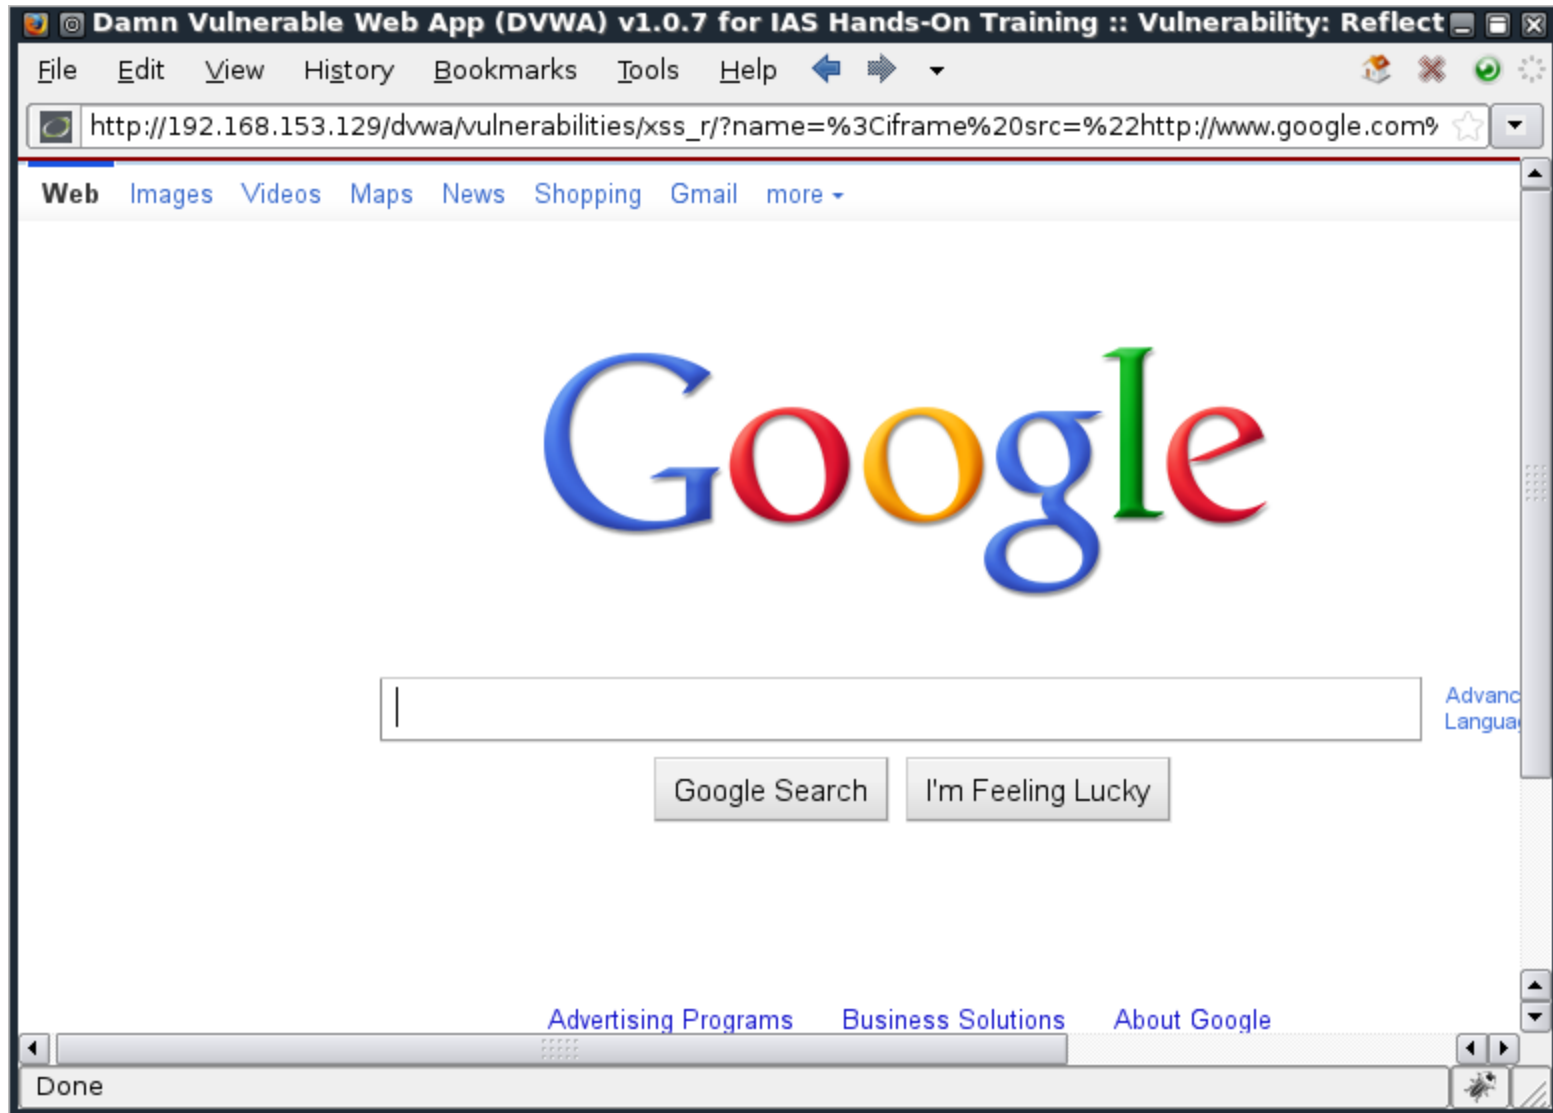 Damn Vulnerable Web App (DVWA) v1.0.7 for IAS Hands-On Training :: Vulnerability: Reflect
File Edit View History Bookmarks Tools Help
http://192.168.153.129/dvwa/vulnerabilities/xss_r/?name=%3Ciframe%20src=%22http://www.google.com%
Web Images Videos Maps News Shopping Gmail more
Google
Advanc
Langua
Google Search I'm Feeling Lucky
Advertising Programs Business Solutions About Google
Done